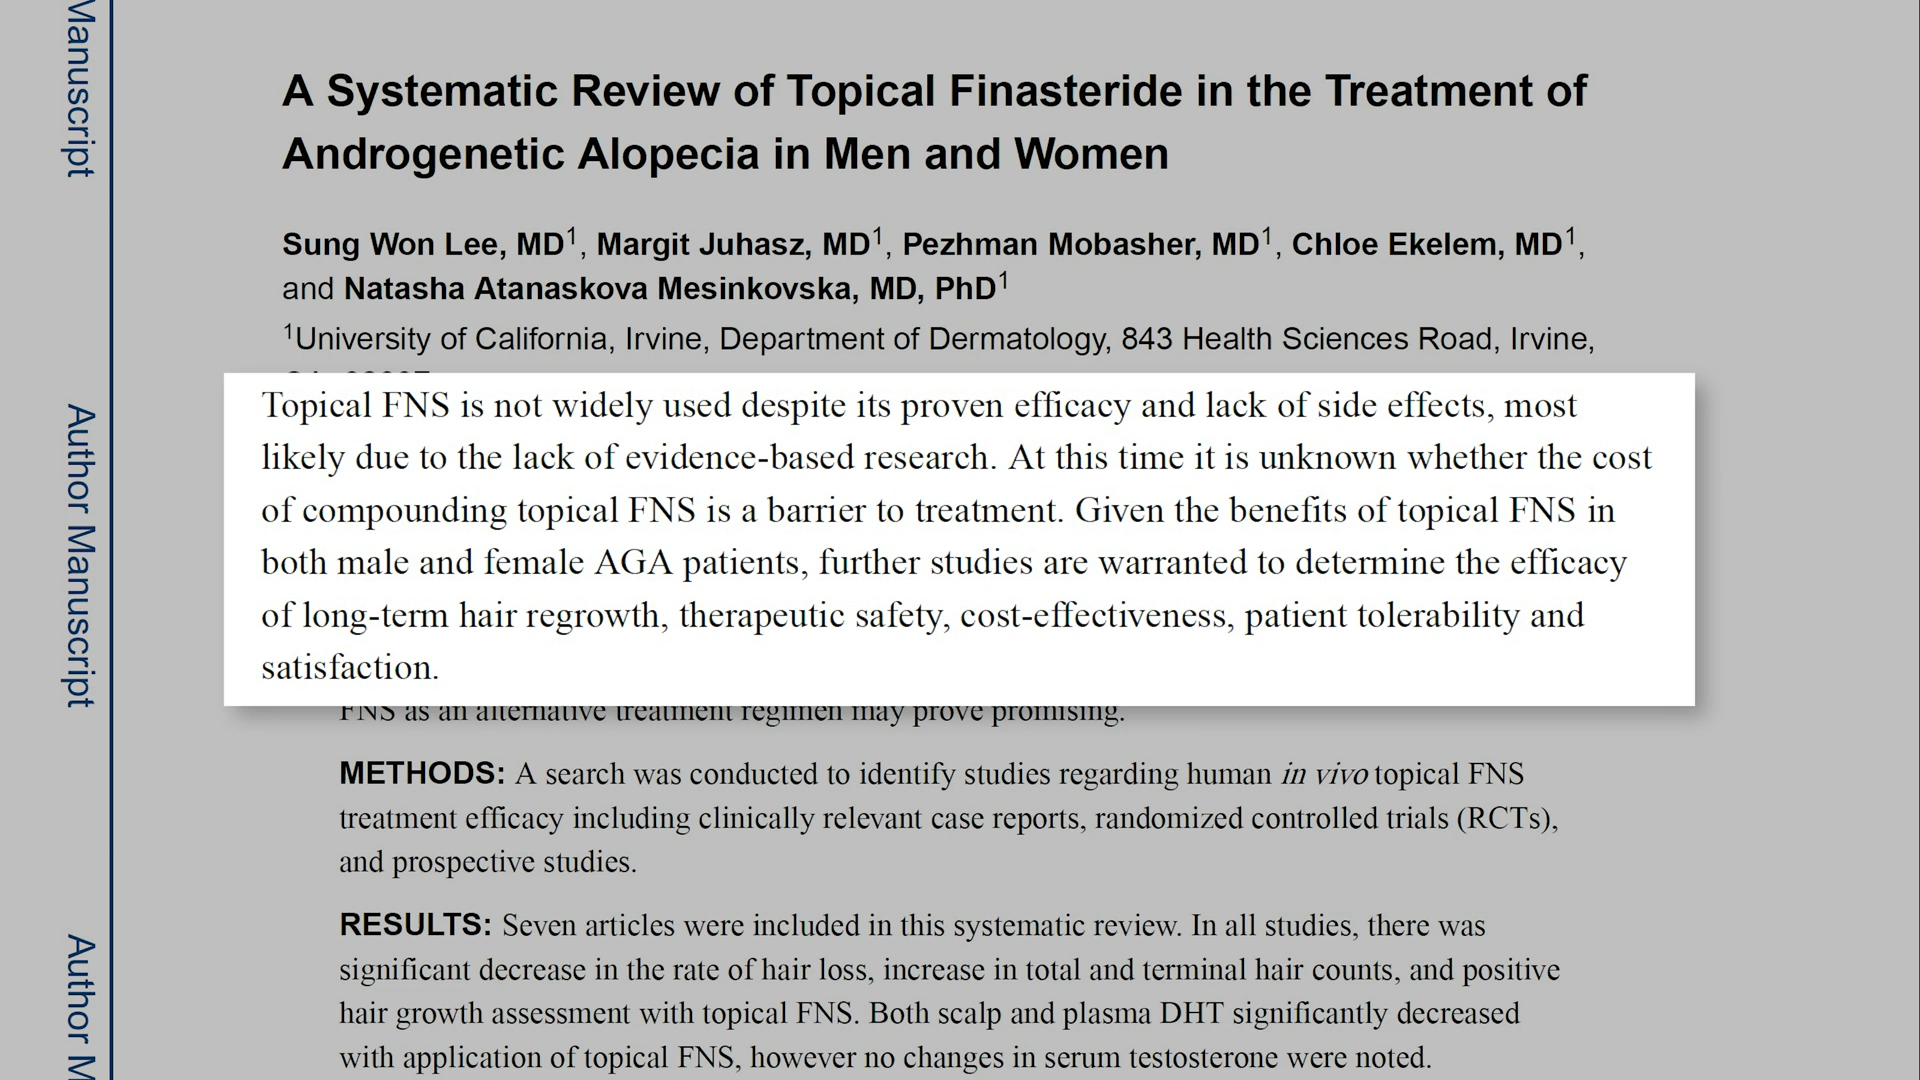 Manuscript
Author Manuscript
Author M
A Systematic Review of Topical Finasteride in the Treatment of
Androgenetic Alopecia in Men and Women
Sung Won Lee, MD1, Margit Juhasz, MD1, Pezhman Mobasher, MD1, Chloe Ekelem, MD1,
and Natasha Atanaskova Mesinkovska, MD, PhD1
1University of California, Irvine, Department of Dermatology, 843 Health Sciences Road, Irvine,
Topical FNS is not widely used despite its proven efficacy and lack of side effects, most
likely due to the lack of evidence-based research. At this time it is unknown whether the cost
of compounding topical FNS is a barrier to treatment. Given the benefits of topical FNS in
both male and female AGA patients, further studies are warranted to determine the efficacy
of long-term hair regrowth, therapeutic safety, cost-effectiveness, patient tolerability and
satisfaction.
FNS as an alternative treatment regimen may prove promising.
METHODS: A search was conducted to identify studies regarding human in vivo topical FNS
treatment efficacy including clinically relevant case reports, randomized controlled trials (RCTs),
and prospective studies.
RESULTS: Seven articles were included in this systematic review. In all studies, there was
significant decrease in the rate of hair loss, increase in total and terminal hair counts, and positive
hair growth assessment with topical FNS. Both scalp and plasma DHT significantly decreased
with application of topical FNS, however no changes in serum testosterone were noted.